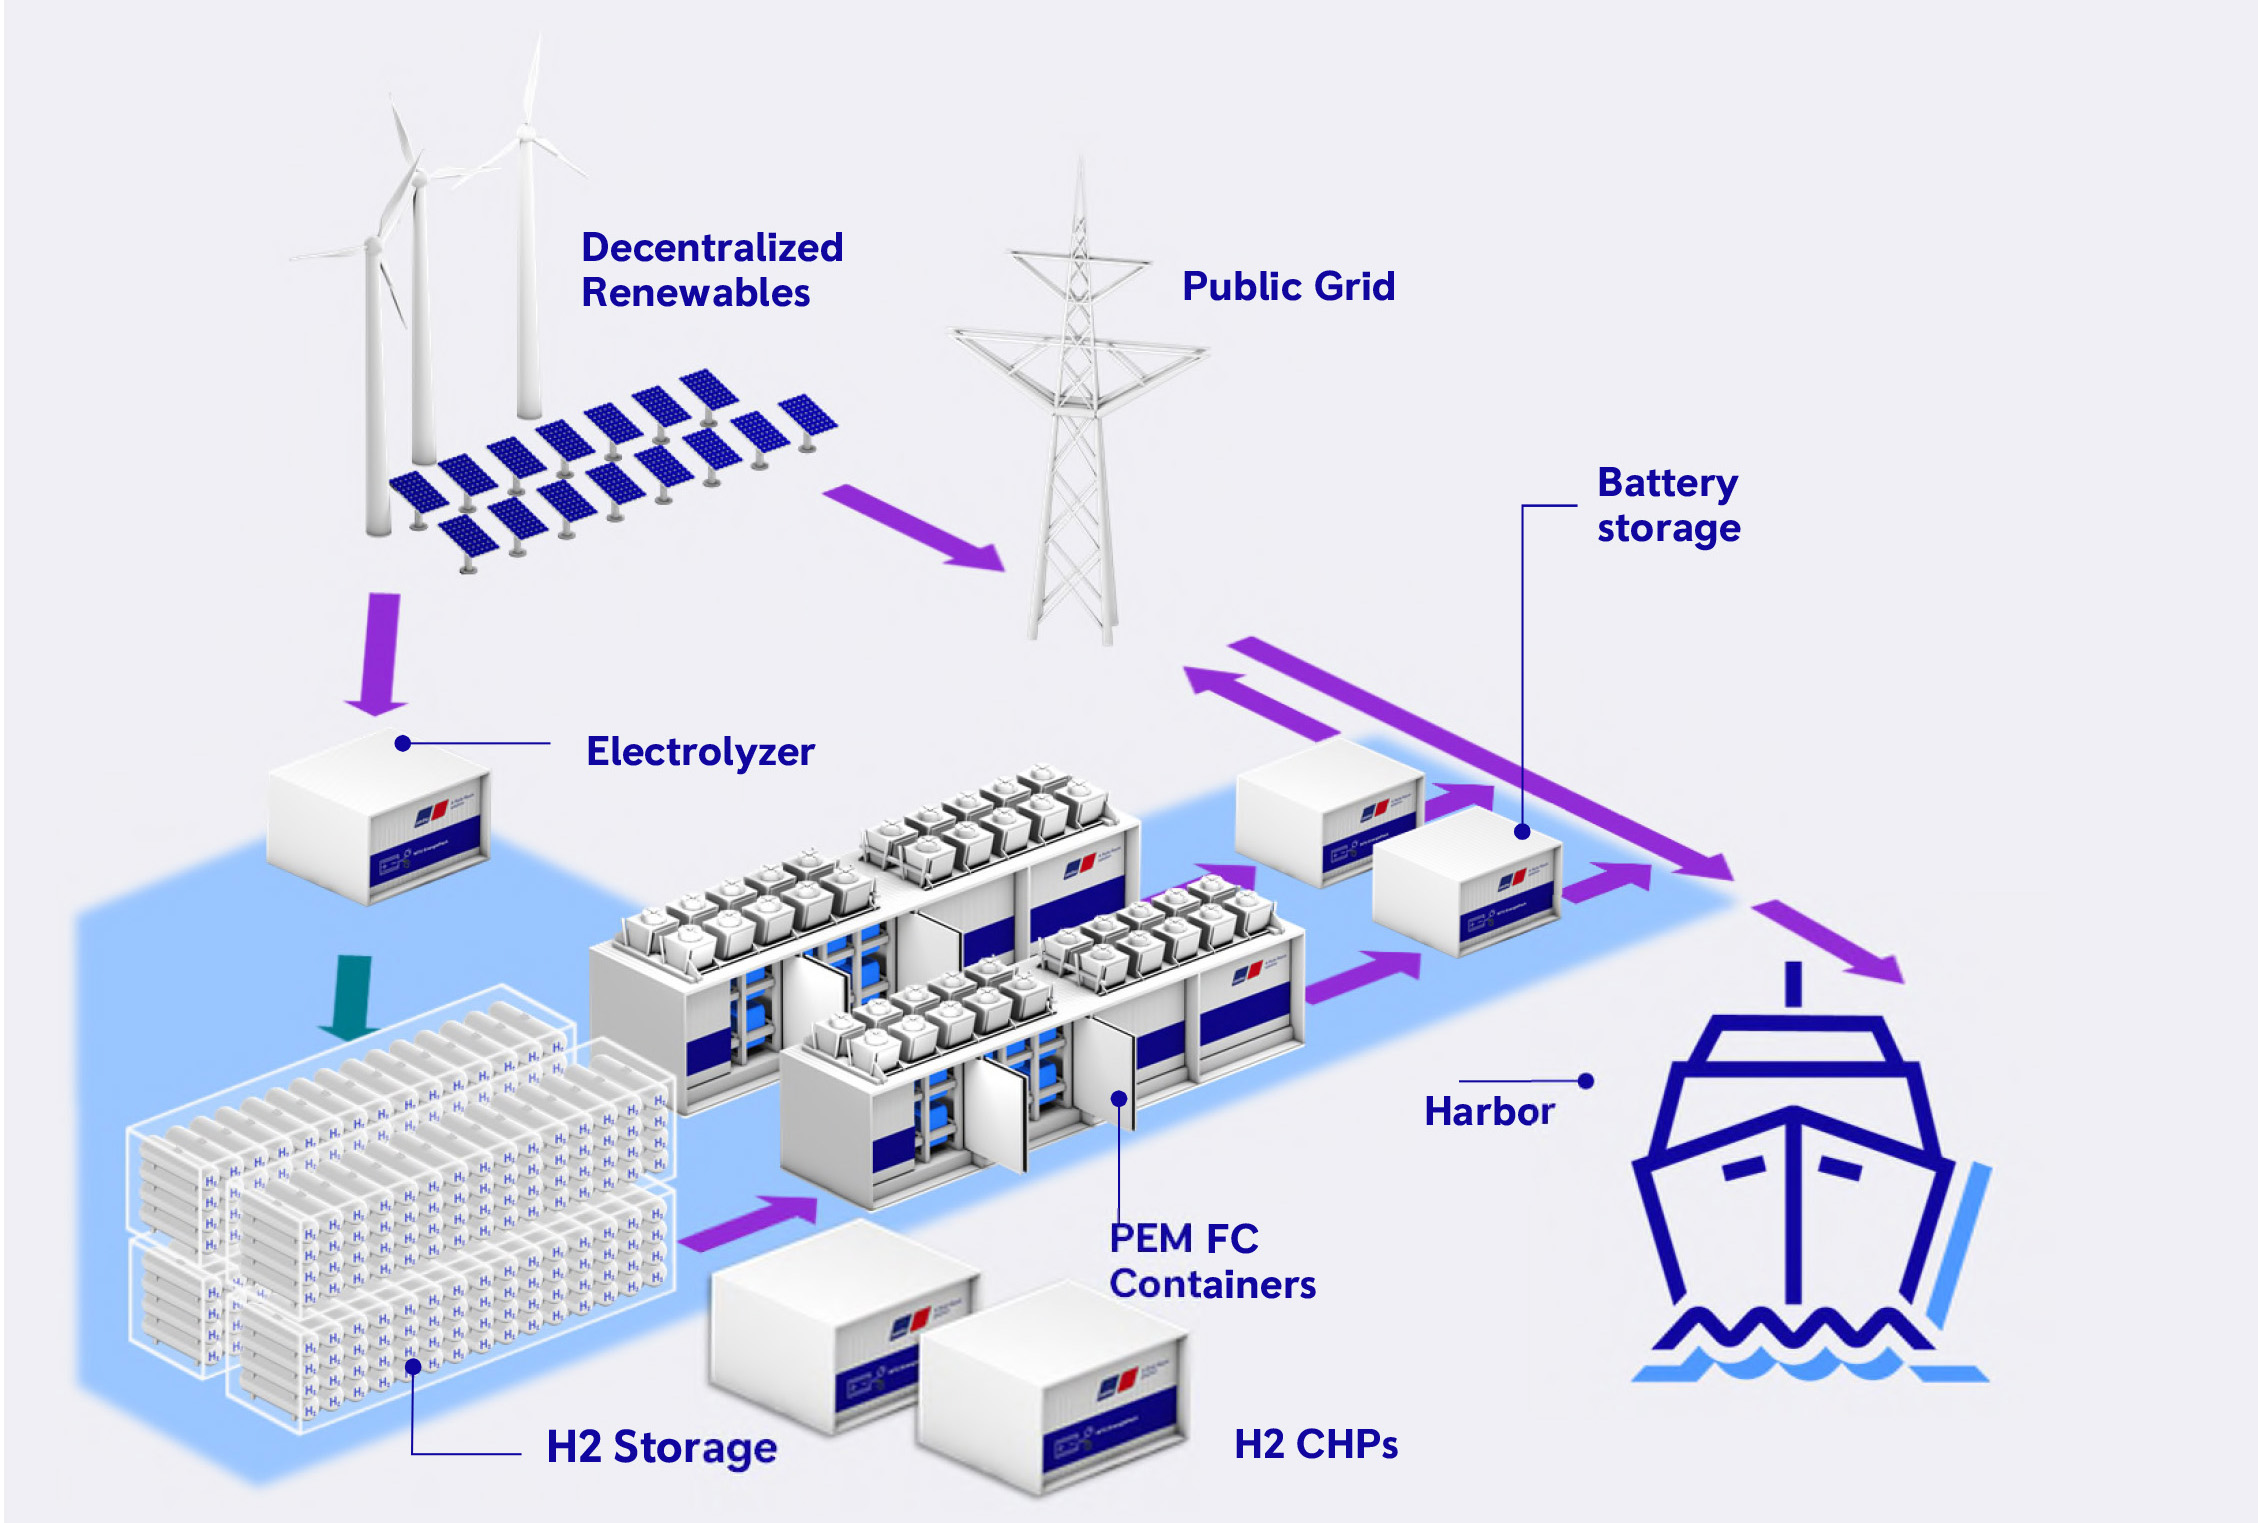 Decentralized
Renewables
Public Grid
Battery
storage
Electrolyzer
Harbor
PEM FC
Containers
H2 Storage
H2 CHPs